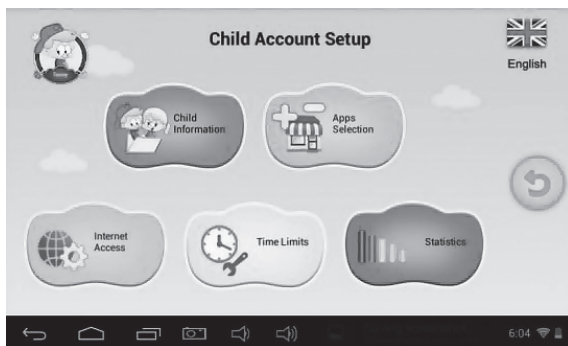 Child Account Setup
English
Child
Information
Apps
Selection
Internet
Access
Time Limits
Statistics
6:04